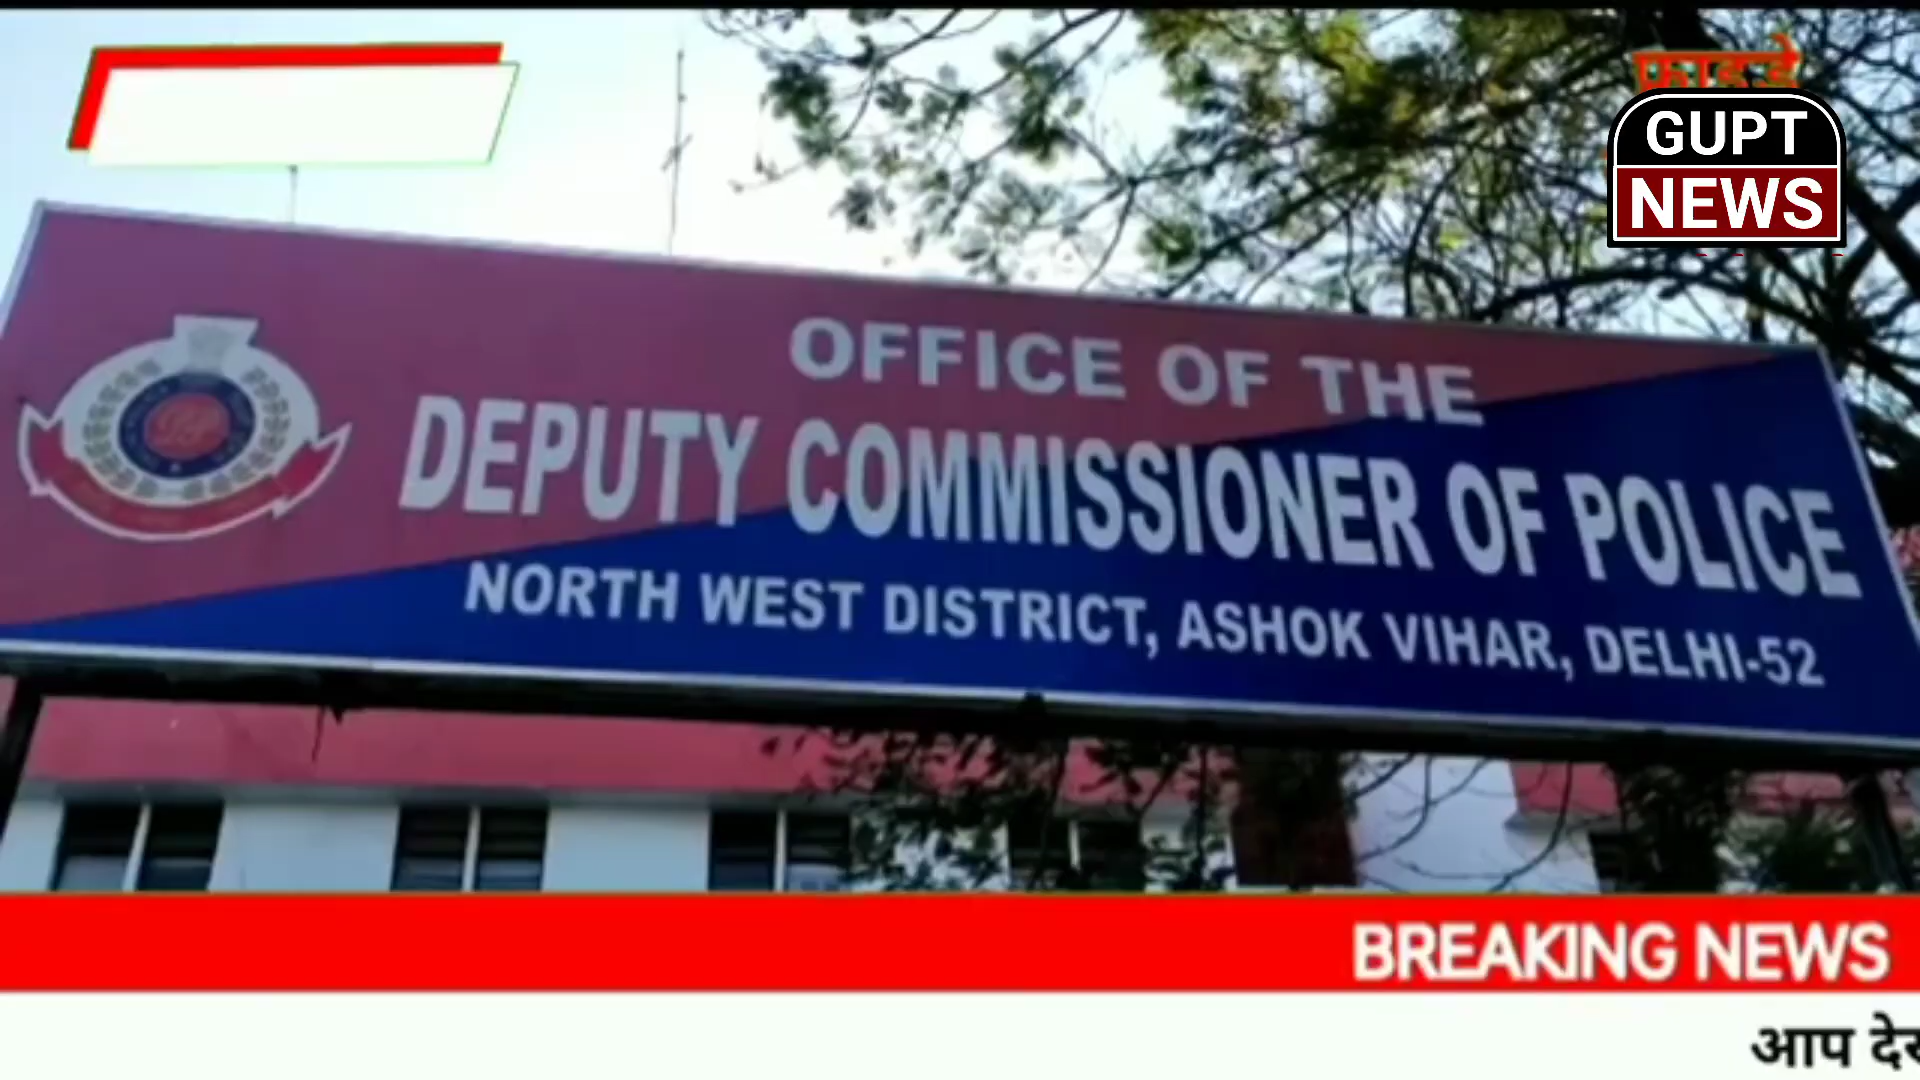 GUPT
NEWS
OFFICE OF THE
DEPUTY COMMISSIONER OF POLICE
NORTH WEST DISTRICT, ASHOK VIHAR, DELHI-52
BREAKING NEWS
आप